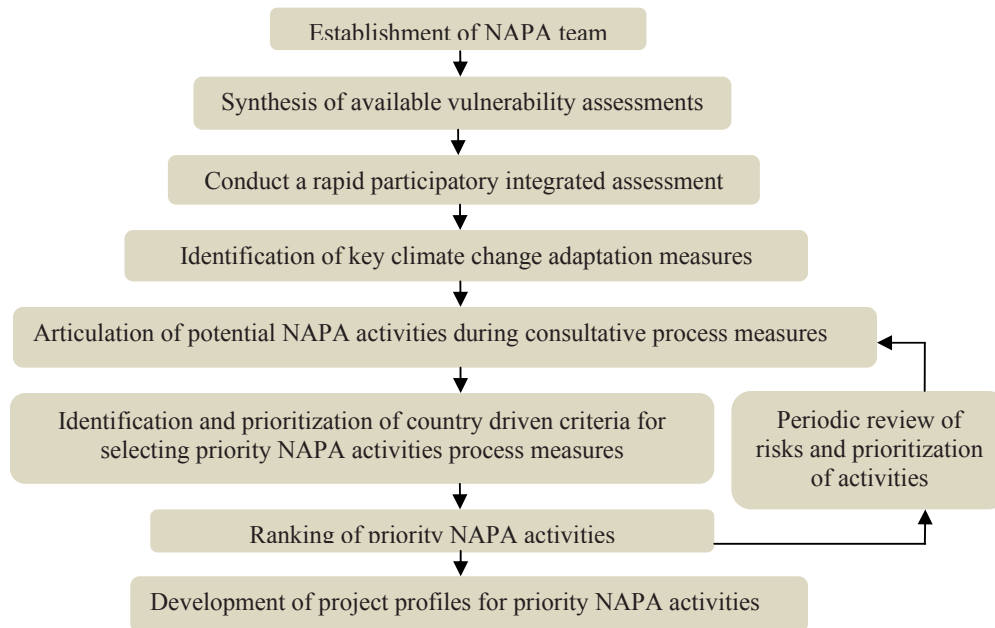 Establishment of NAPA team
Synthesis of available vulnerability assessments
Conduct a rapid participatory integrated assessment
Identification of key climate change adaptation measures
Articulation of potential NAPA activities during consultative process measures
Identification and prioritization of country driven criteria for
selecting priority NAPA activities process measures
Periodic review of
risks and prioritization
of activities
Ranking of priority NAPA activities
Development of project profiles for priority NAPA activities